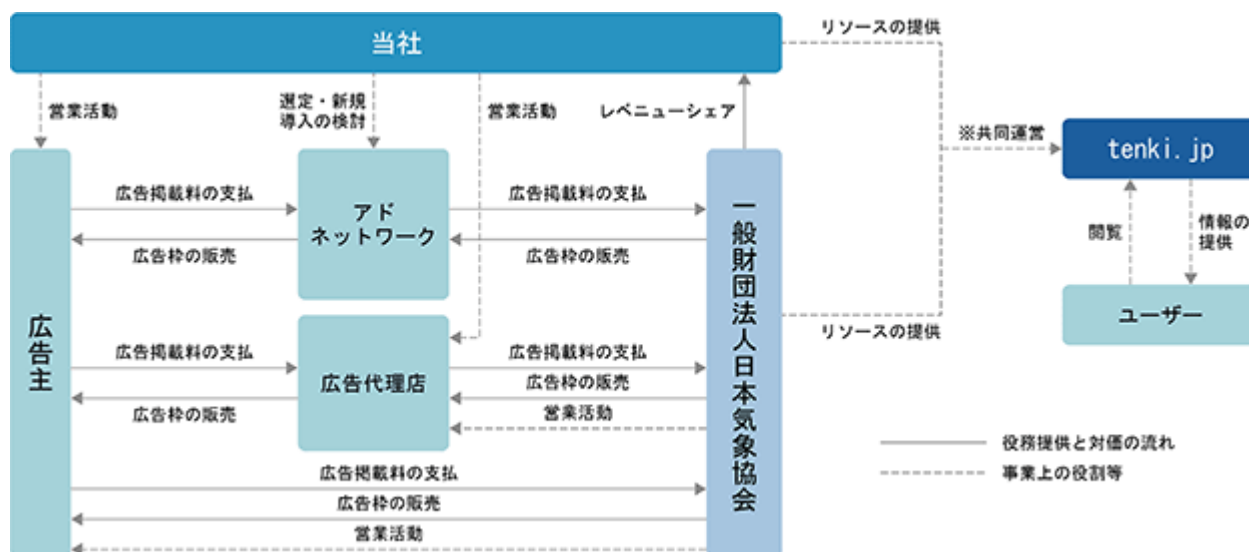 当社
リソースの提供
営業活動
選定・新規
導入の検討
営業活動
レベニューシェア
※共同運営
tenki.jp
広告掲載料の支払
アド
ネットワーク
広告掲載料の支払
広告枠の販売
広告枠の販売
閲覧
情報の
提供
一般財団法人日本気象協会
広告主
ユーザー
リソースの提供
広告掲載料の支払
広告代理店
広告掲載料の支払
広告枠の販売
広告枠の販売
営業活動
役務提供と対価の流れ
事業上の役割等
広告掲載料の支払
広告枠の販売
営業活動